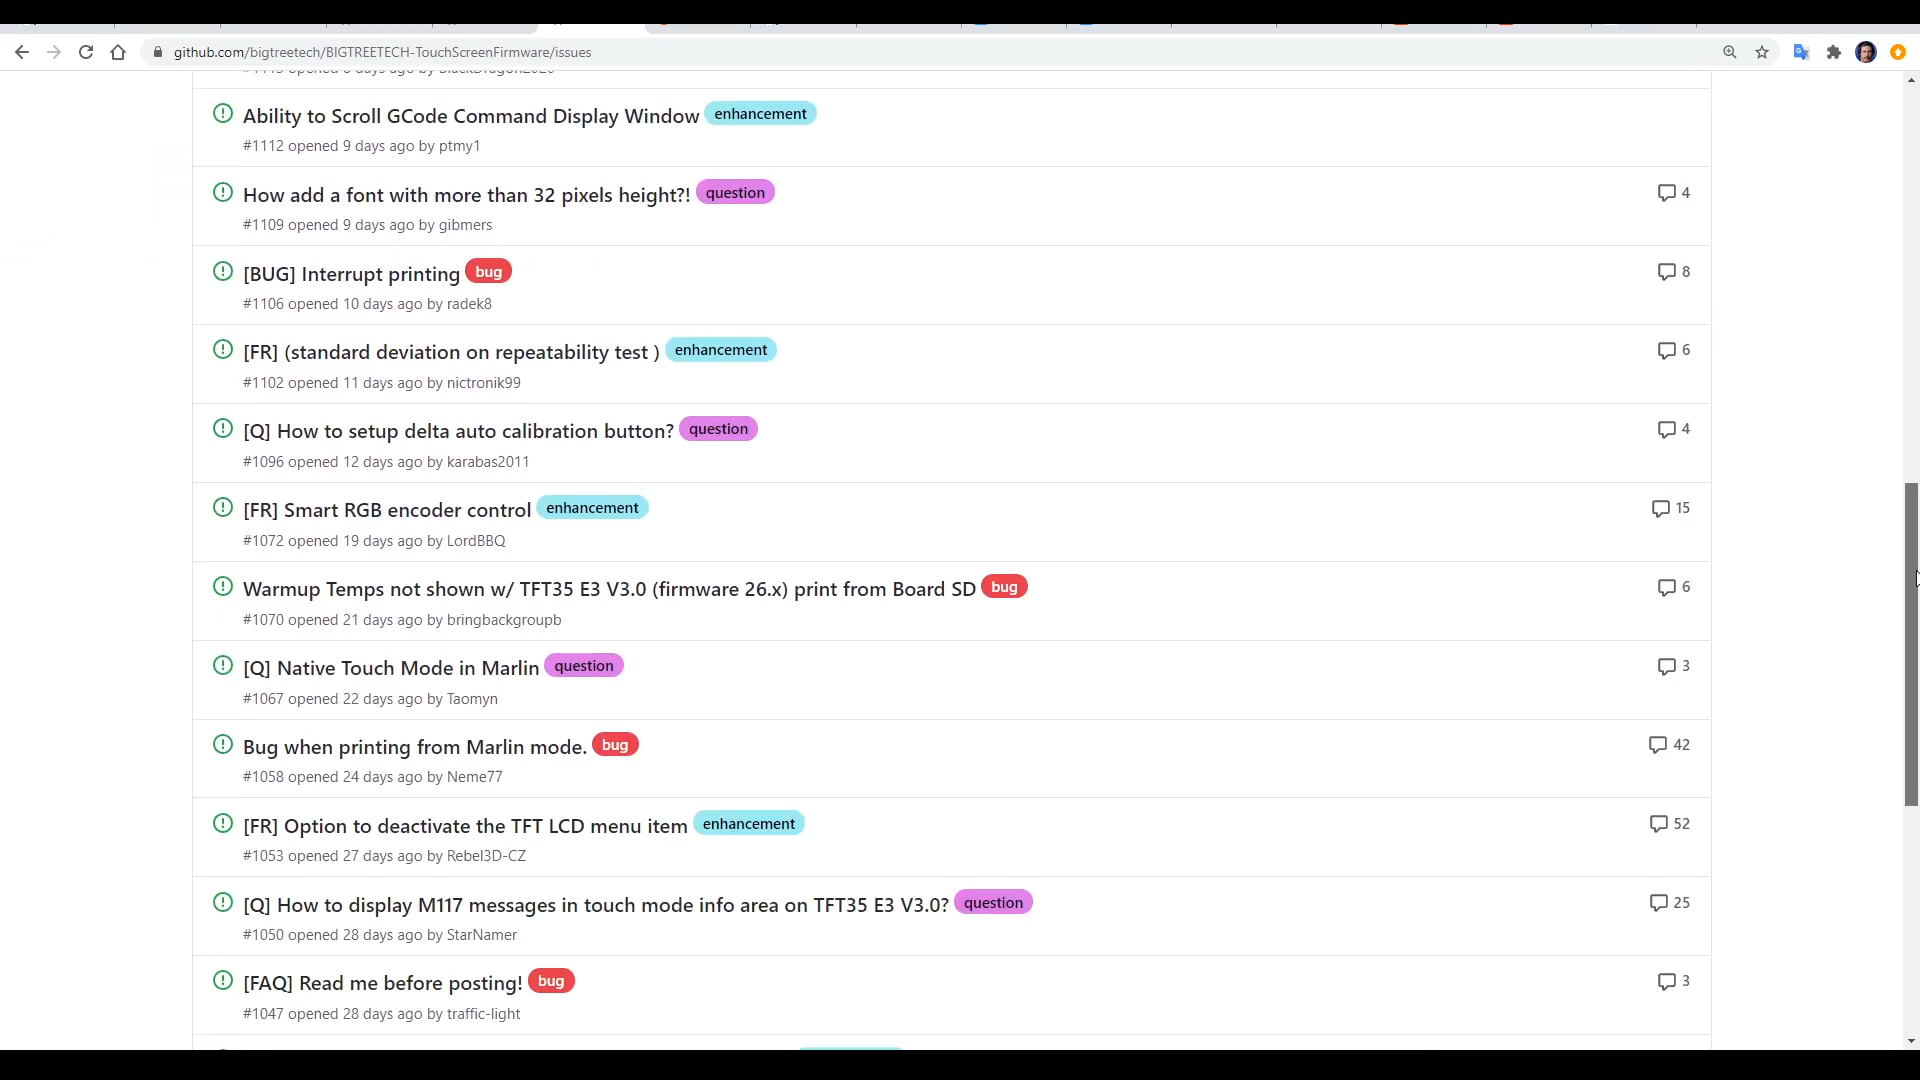 github.com/bigtreetech/BIGTREETECH-TouchScreenFirmware/issues
Ability to Scroll GCode Command Display Window enhancement
#1112 opened 9 days ago by ptmy1
How add a font with more than 32 pixels height?! question 4
#1109 opened 9 days ago by gibmers
[BUG] Interrupt printing bug 8
#1106 opened 10 days ago by radek8
[FR] (standard deviation on repeatability test ) enhancement 6
#1102 opened 11 days ago by nictronik99
[Q] How to setup delta auto calibration button? question 4
#1096 opened 12 days ago by karabas2011
[FR] Smart RGB encoder control enhancement 15
#1072 opened 19 days ago by LordBBQ
Warmup Temps not shown w/ TFT35 E3 V3.0 (firmware 26.x) print from Board SD bug 6
#1070 opened 21 days ago by bringbackgroupb
[Q] Native Touch Mode in Marlin question 3
#1067 opened 22 days ago by Taomyn
Bug when printing from Marlin mode. bug 42
#1058 opened 24 days ago by Neme77
[FR] Option to deactivate the TFT LCD menu item enhancement 52
#1053 opened 27 days ago by Rebel3D-CZ
[Q] How to display M117 messages in touch mode info area on TFT35 E3 V3.0? question 25
#1050 opened 28 days ago by StarNamer
[FAQ] Read me before posting! bug 3
#1047 opened 28 days ago by traffic-light